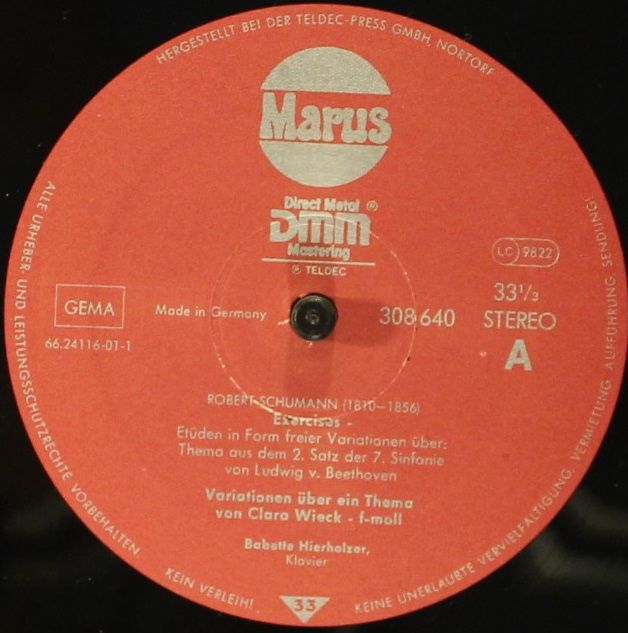 HERGESTELLT BEI DER TELDEC-PRESS GMBH, NORTORF
Marus
Direct Metal ®
DMM
Mastering
℗ TELDEC
LC 9822
GEMA
Made in Germany
308 640
33 1/3
STEREO
66.24116-01-1
A
ROBERT SCHUMANN (1810–1856)
Exercises -
Etüden in Form freier Variationen über:
Thema aus dem 2. Satz der 7. Sinfonie
von Ludwig v. Beethoven
Variationen über ein Thema
von Clara Wieck - f-moll
Babette Hierholzer,
Klavier
ALLE URHEBER- UND LEISTUNGSSCHUTZRECHTE VORBEHALTEN.
KEIN VERLEIH!
33
KEINE UNERLAUBTE VERVIELFÄLTIGUNG, VERMIETUNG, AUFFÜHRUNG, SENDUNG!